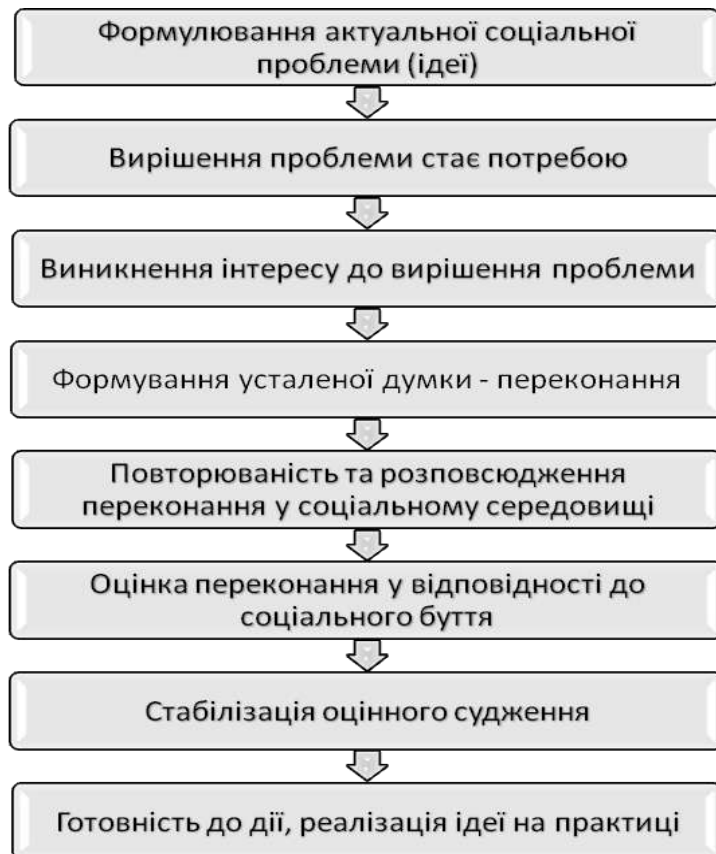 Формулювання актуальної соціальної
проблеми (ідеї)
Вирішення проблеми стає потребою
Виникнення інтересу до вирішення проблеми
Формування усталеної думки - переконання
Повторюваність та розповсюдження
переконання у соціальному середовищі
Оцінка переконання у відповідності до
соціального буття
Стабілізація оцінного судження
Готовність до дії, реалізація ідеї на практиці